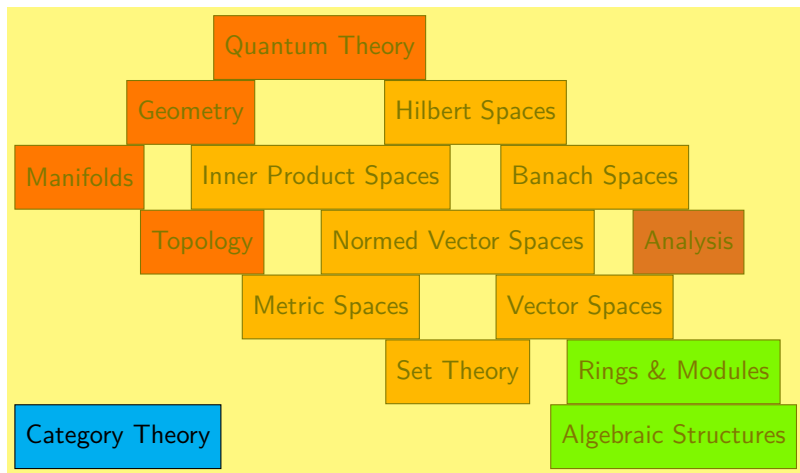 Quantum Theory
Geometry Hilbert Spaces
Manifolds Inner Product Spaces Banach Spaces
Topology Normed Vector Spaces Analysis
Metric Spaces Vector Spaces
Set Theory Rings & Modules
Category Theory Algebraic Structures